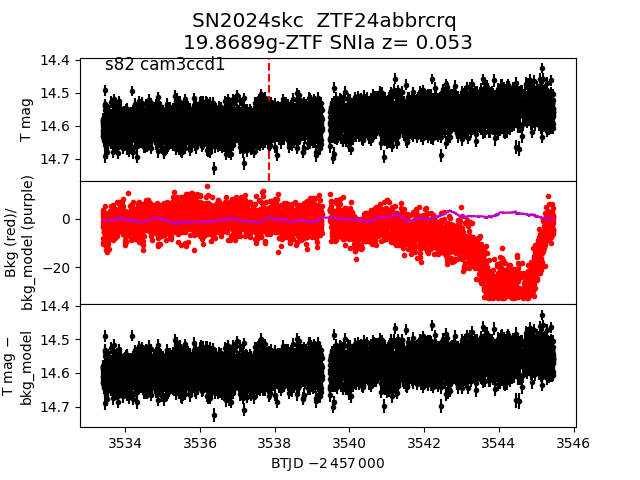 SN2024skc  ZTF24abbrcrq
19.8689g-ZTF SNIa z= 0.053
s82 cam3ccd1
14.4
14.5
14.6
14.7
T mag
0
−20
Bkg (red)/
bkg_model (purple)
14.4
14.5
14.6
14.7
T mag −
bkg_model
3534 3536 3538 3540 3542 3544 3546
BTJD −2 457 000